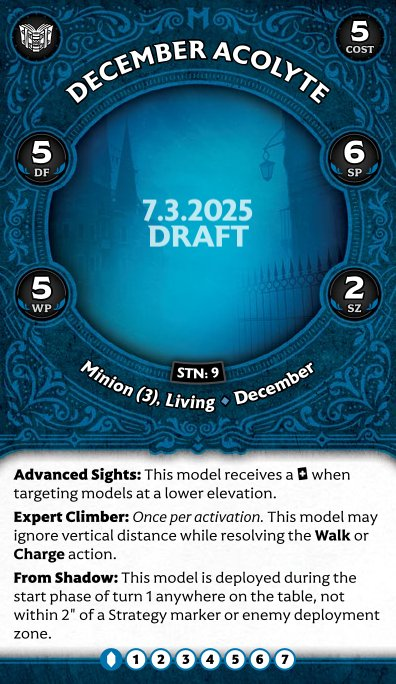 5
COST
DECEMBER ACOLYTE
5
DF
6
SP
7.3.2025
DRAFT
5
WP
2
SZ
STN: 9
Minion (3), Living ♦ December
Advanced Sights: This model receives a when
targeting models at a lower elevation.
Expert Climber: Once per activation. This model may
ignore vertical distance while resolving the Walk or
Charge action.
From Shadow: This model is deployed during the
start phase of turn 1 anywhere on the table, not
within 2" of a Strategy marker or enemy deployment
zone.
1 2 3 4 5 6 7